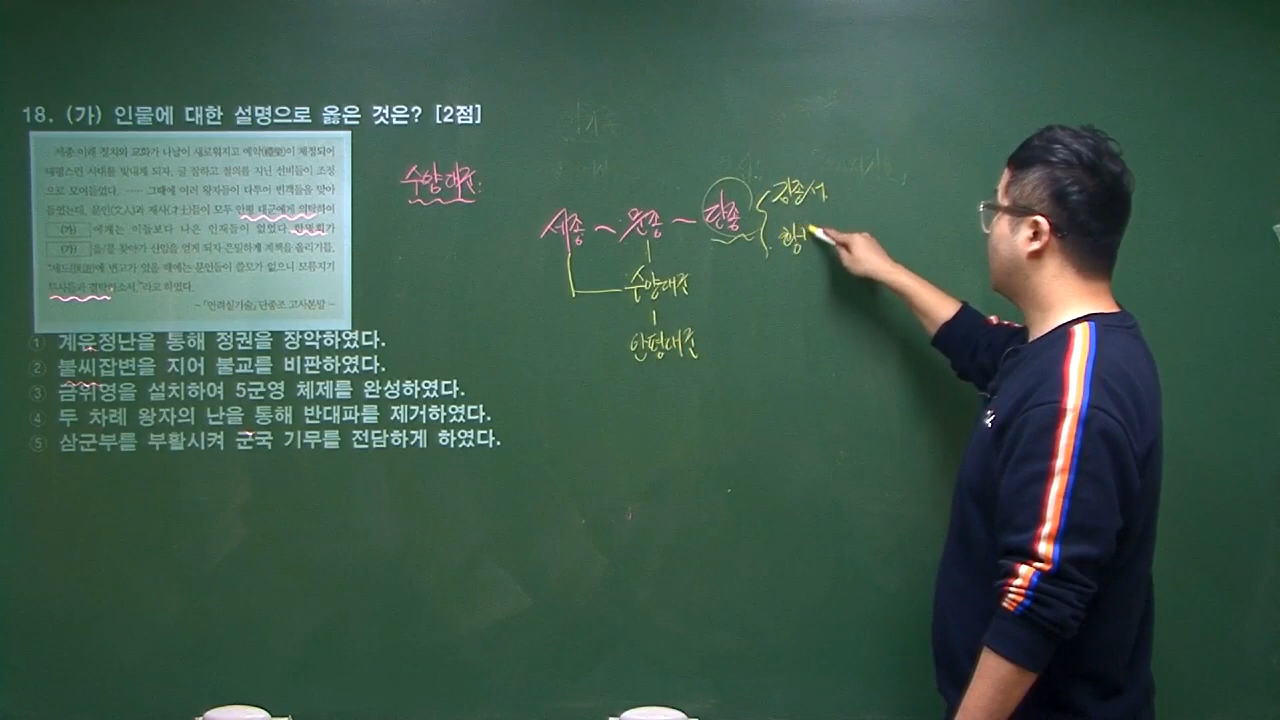 18. (가) 인물에 대한 설명으로 옳은 것은? [2점]
세종 이래 정치와 교화가 나날이 새로워지고 예악(禮樂)이 제정되어
태평스런 시대를 빛내게 되자, 글 잘하고 절의를 지닌 선비들이 조정
으로 모여들었다. …… 그때에 여러 왕자들이 다투어 빈객들을 맞아
들였는데, 문인(文人)과 재사(才士)들이 모두 안평 대군에게 의탁하여
(가) 에게는 이들보다 나은 인재들이 없었다. 한명회가
(가) 을/를 찾아가 신임을 얻게 되자 은밀하게 계책을 올리기를,
“세도에 변고가 있을 때에는 문인들이 쓸모가 없으니 모름지기
무사들과 결탁하소서.”라고 하였다.
- 『연려실기술』 단종조 고사본말 -
① 계유정난을 통해 정권을 장악하였다.
② 불씨잡변을 지어 불교를 비판하였다.
③ 금위영을 설치하여 5군영 체제를 완성하였다.
④ 두 차례 왕자의 난을 통해 반대파를 제거하였다.
⑤ 삼군부를 부활시켜 군국 기무를 전담하게 하였다.
수양대군:
세종 ~ 문종 ~ 단종 { 김종서
황
수양대군
안평대군